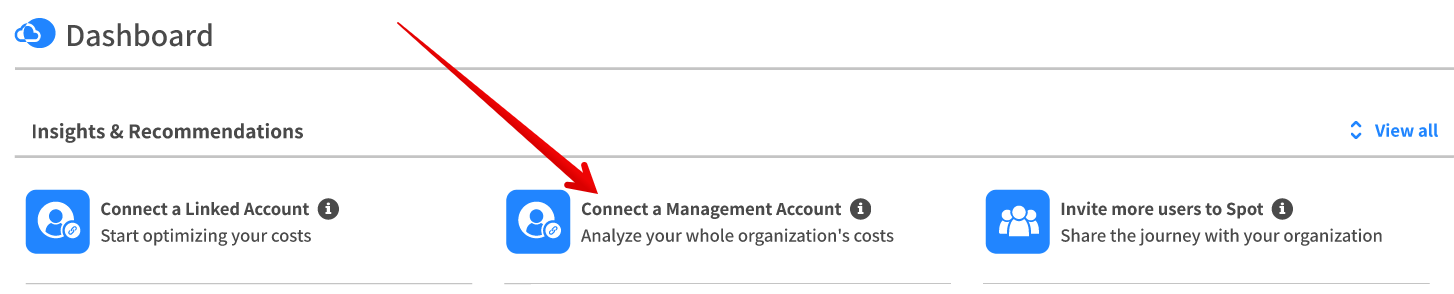 Dashboard
Insights & Recommendations
View all
Connect a Linked Account
Start optimizing your costs
Connect a Management Account
Analyze your whole organization's costs
Invite more users to Spot
Share the journey with your organization